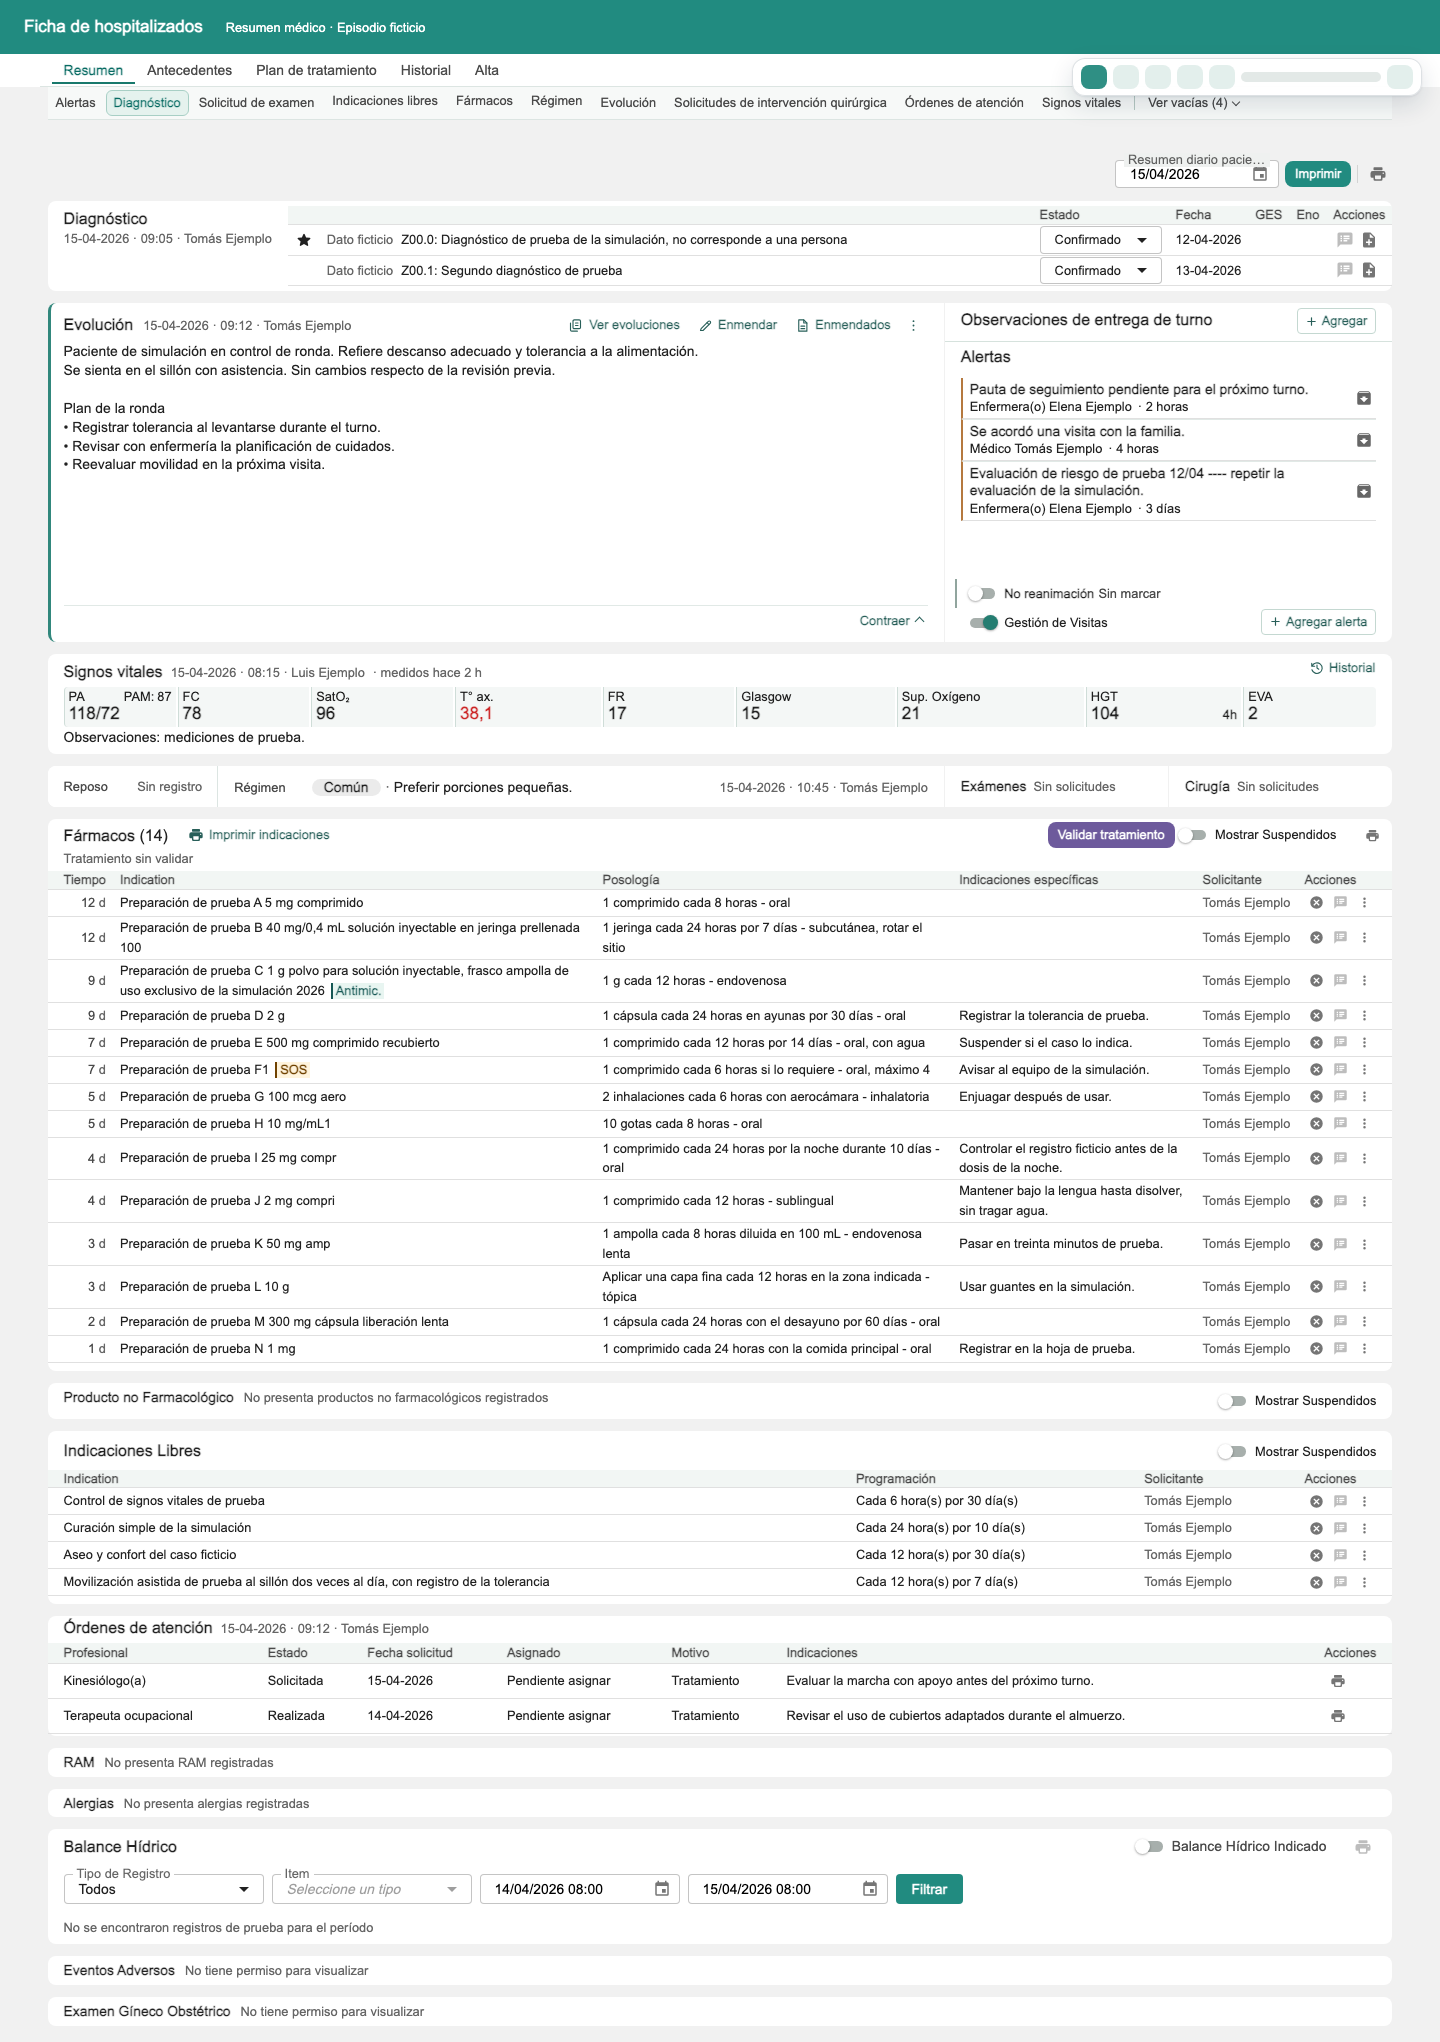 Ficha de hospitalizados Resumen médico · Episodio ficticio
Resumen Antecedentes Plan de tratamiento Historial Alta
Alertas Diagnóstico Solicitud de examen Indicaciones libres Fármacos Régimen Evolución Solicitudes de intervención quirúrgica Órdenes de atención Signos vitales Ver vacías (4)
Resumen diario pacie...
15/04/2026 Imprimir
Diagnóstico
15-04-2026 · 09:05 · Tomás Ejemplo
Estado Fecha GES Eno Acciones
Dato ficticio Z00.0: Diagnóstico de prueba de la simulación, no corresponde a una persona Confirmado 12-04-2026
Dato ficticio Z00.1: Segundo diagnóstico de prueba Confirmado 13-04-2026
Evolución 15-04-2026 · 09:12 · Tomás Ejemplo Ver evoluciones Enmendar Enmendados
Paciente de simulación en control de ronda. Refiere descanso adecuado y tolerancia a la alimentación.
Se sienta en el sillón con asistencia. Sin cambios respecto de la revisión previa.
Plan de la ronda
• Registrar tolerancia al levantarse durante el turno.
• Revisar con enfermería la planificación de cuidados.
• Reevaluar movilidad en la próxima visita.
Contraer
Observaciones de entrega de turno + Agregar
Alertas
Pauta de seguimiento pendiente para el próximo turno.
Enfermera(o) Elena Ejemplo · 2 horas
Se acordó una visita con la familia.
Médico Tomás Ejemplo · 4 horas
Evaluación de riesgo de prueba 12/04 ---- repetir la
evaluación de la simulación.
Enfermera(o) Elena Ejemplo · 3 días
No reanimación Sin marcar
Gestión de Visitas + Agregar alerta
Signos vitales 15-04-2026 · 08:15 · Luis Ejemplo · medidos hace 2 h Historial
PA PAM: 87 FC SatO₂ T° ax. FR Glasgow Sup. Oxígeno HGT EVA
118/72 78 96 38,1 17 15 21 104 4h 2
Observaciones: mediciones de prueba.
Reposo Sin registro Régimen Común · Preferir porciones pequeñas. 15-04-2026 · 10:45 · Tomás Ejemplo Exámenes Sin solicitudes Cirugía Sin solicitudes
Fármacos (14) Imprimir indicaciones Validar tratamiento Mostrar Suspendidos
Tratamiento sin validar
Tiempo Indication Posología Indicaciones específicas Solicitante Acciones
12 d Preparación de prueba A 5 mg comprimido 1 comprimido cada 8 horas - oral Tomás Ejemplo
12 d Preparación de prueba B 40 mg/0,4 mL solución inyectable en jeringa prellenada 1 jeringa cada 24 horas por 7 días - subcutánea, rotar el Tomás Ejemplo
100 sitio
9 d Preparación de prueba C 1 g polvo para solución inyectable, frasco ampolla de 1 g cada 12 horas - endovenosa Tomás Ejemplo
uso exclusivo de la simulación 2026 Antimic.
9 d Preparación de prueba D 2 g 1 cápsula cada 24 horas en ayunas por 30 días - oral Registrar la tolerancia de prueba. Tomás Ejemplo
7 d Preparación de prueba E 500 mg comprimido recubierto 1 comprimido cada 12 horas por 14 días - oral, con agua Suspender si el caso lo indica. Tomás Ejemplo
7 d Preparación de prueba F1 SOS 1 comprimido cada 6 horas si lo requiere - oral, máximo 4 Avisar al equipo de la simulación. Tomás Ejemplo
5 d Preparación de prueba G 100 mcg aero 2 inhalaciones cada 6 horas con aerocámara - inhalatoria Enjuagar después de usar. Tomás Ejemplo
5 d Preparación de prueba H 10 mg/mL1 10 gotas cada 8 horas - oral Tomás Ejemplo
4 d Preparación de prueba I 25 mg compr 1 comprimido cada 24 horas por la noche durante 10 días - Controlar el registro ficticio antes de la Tomás Ejemplo
oral dosis de la noche.
4 d Preparación de prueba J 2 mg compri 1 comprimido cada 12 horas - sublingual Mantener bajo la lengua hasta disolver, Tomás Ejemplo
sin tragar agua.
3 d Preparación de prueba K 50 mg amp 1 ampolla cada 8 horas diluida en 100 mL - endovenosa Pasar en treinta minutos de prueba. Tomás Ejemplo
lenta
3 d Preparación de prueba L 10 g Aplicar una capa fina cada 12 horas en la zona indicada - Usar guantes en la simulación. Tomás Ejemplo
tópica
2 d Preparación de prueba M 300 mg cápsula liberación lenta 1 cápsula cada 24 horas con el desayuno por 60 días - oral Tomás Ejemplo
1 d Preparación de prueba N 1 mg 1 comprimido cada 24 horas con la comida principal - oral Registrar en la hoja de prueba. Tomás Ejemplo
Producto no Farmacológico No presenta productos no farmacológicos registrados Mostrar Suspendidos
Indicaciones Libres Mostrar Suspendidos
Indication Programación Solicitante Acciones
Control de signos vitales de prueba Cada 6 hora(s) por 30 día(s) Tomás Ejemplo
Curación simple de la simulación Cada 24 hora(s) por 10 día(s) Tomás Ejemplo
Aseo y confort del caso ficticio Cada 12 hora(s) por 30 día(s) Tomás Ejemplo
Movilización asistida de prueba al sillón dos veces al día, con registro de la tolerancia Cada 12 hora(s) por 7 día(s) Tomás Ejemplo
Órdenes de atención 15-04-2026 · 09:12 · Tomás Ejemplo
Profesional Estado Fecha solicitud Asignado Motivo Indicaciones Acciones
Kinesiólogo(a) Solicitada 15-04-2026 Pendiente asignar Tratamiento Evaluar la marcha con apoyo antes del próximo turno.
Terapeuta ocupacional Realizada 14-04-2026 Pendiente asignar Tratamiento Revisar el uso de cubiertos adaptados durante el almuerzo.
RAM No presenta RAM registradas
Alergias No presenta alergias registradas
Balance Hídrico Balance Hídrico Indicado
Tipo de Registro Item
Todos Seleccione un tipo 14/04/2026 08:00 15/04/2026 08:00 Filtrar
No se encontraron registros de prueba para el período
Eventos Adversos No tiene permiso para visualizar
Examen Gíneco Obstétrico No tiene permiso para visualizar